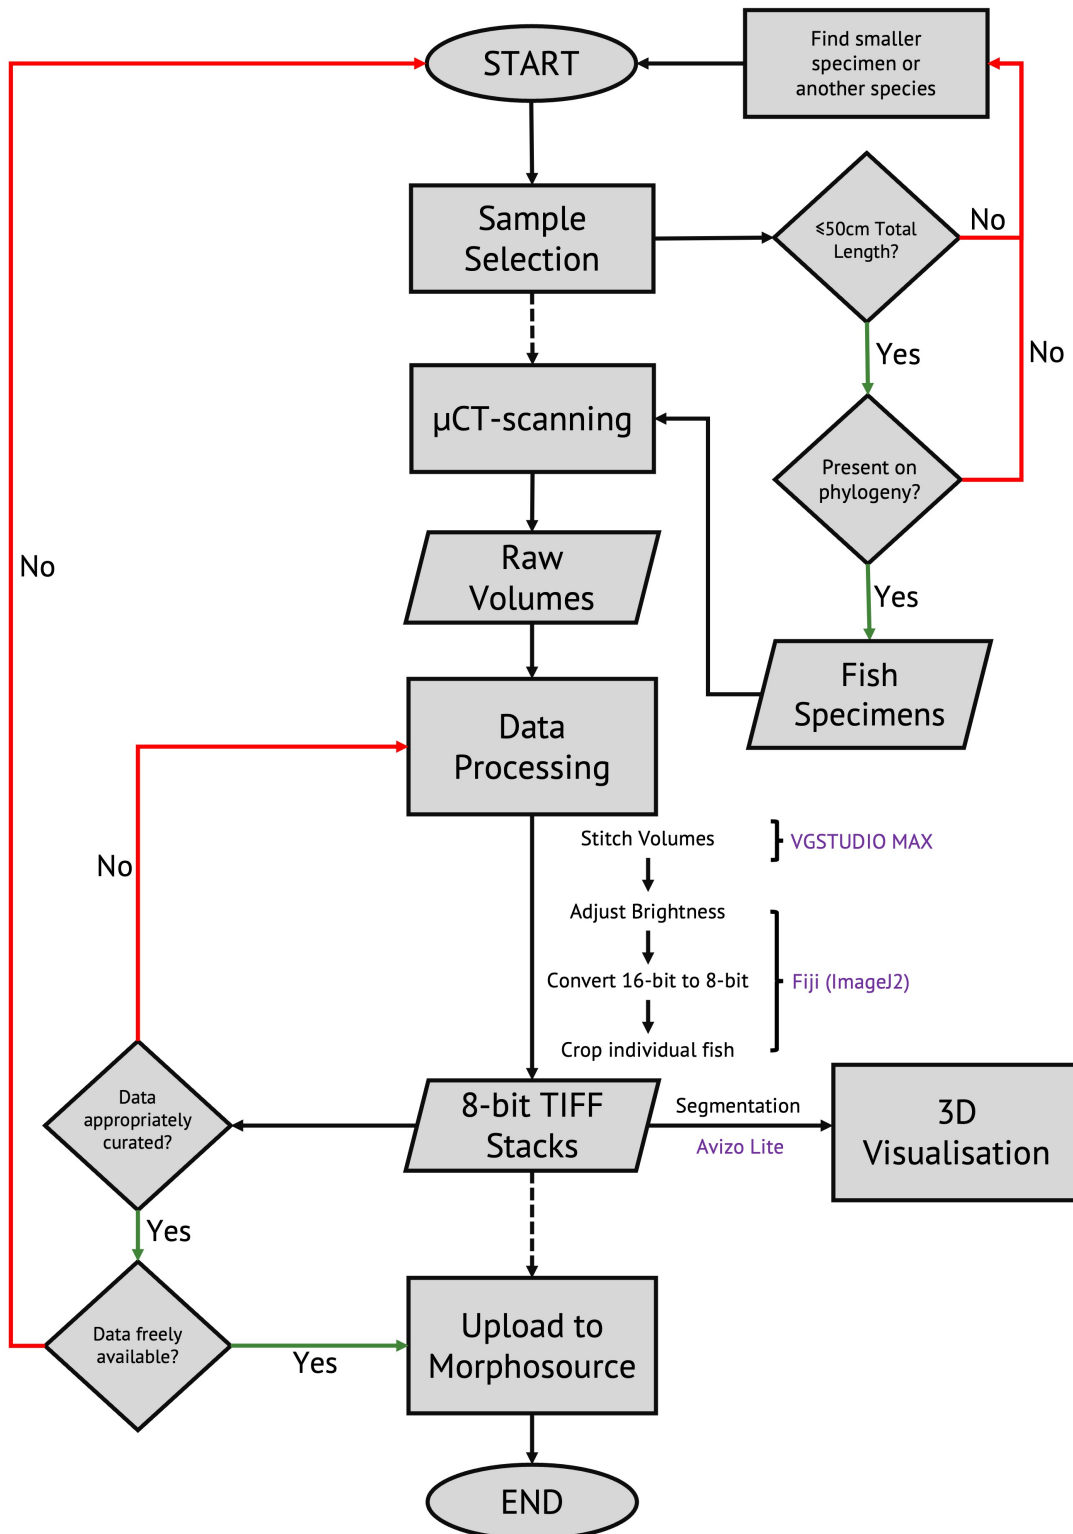 START
Find smaller
specimen or
another species
Sample
Selection
≤50cm Total
Length?
No
Yes
No
µCT-scanning
Present on
phylogeny?
Yes
Raw
Volumes
No
Fish
Specimens
Data
Processing
Stitch Volumes
VGSTUDIO MAX
No
Adjust Brightness
Convert 16-bit to 8-bit
Fiji (ImageJ2)
Crop individual fish
Data
appropriately
curated?
8-bit TIFF
Stacks
Segmentation
Avizo Lite
3D
Visualisation
Yes
Data freely
available?
Yes
Upload to
Morphosource
END